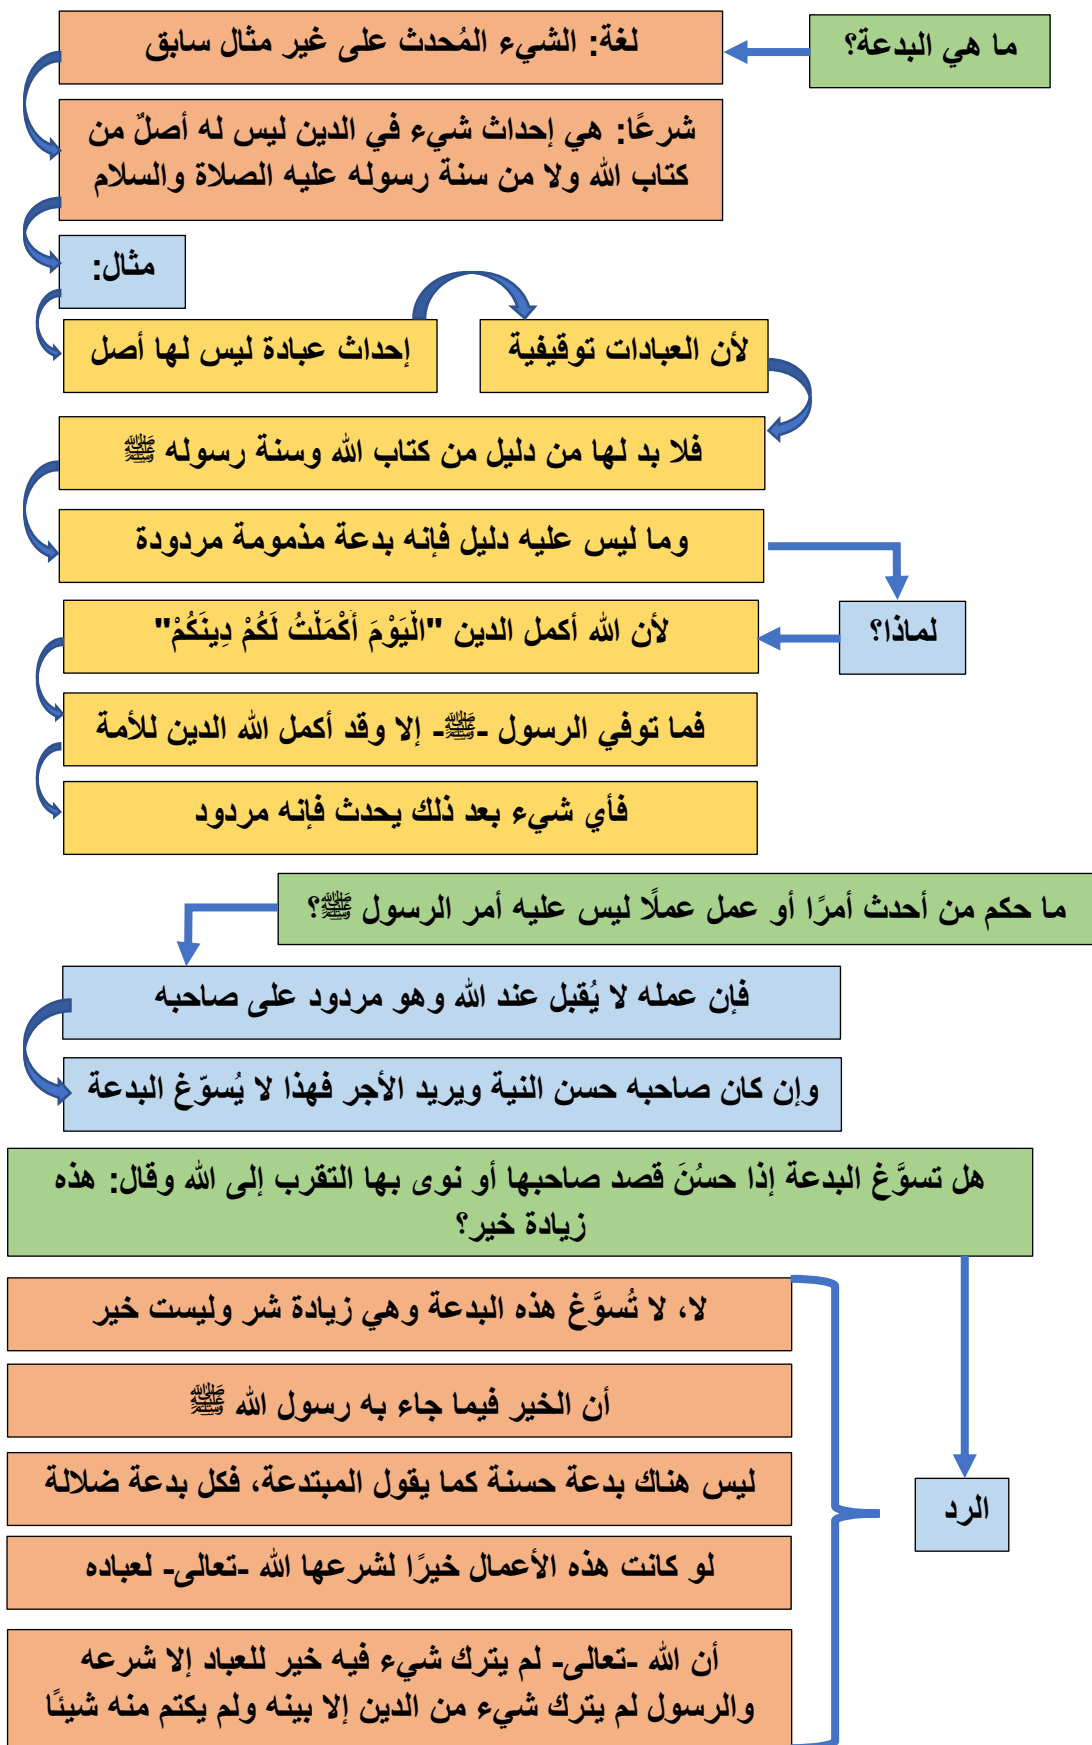 ما هي البدعة؟
لغة: الشيء المُحدث على غير مثال سابق
شرعًا: هي إحداث شيء في الدين ليس له أصلٌ من
كتاب الله ولا من سنة رسوله عليه الصلاة والسلام
مثال:
إحداث عبادة ليس لها أصل
لأن العبادات توقيفية
فلا بد لها من دليل من كتاب الله وسنة رسوله ﷺ
وما ليس عليه دليل فإنه بدعة مذمومة مردودة
لماذا؟
لأن الله أكمل الدين "الْيَوْمَ أَكْمَلْتُ لَكُمْ دِينَكُمْ"
فما توفي الرسول -ﷺ- إلا وقد أكمل الله الدين للأمة
فأي شيء بعد ذلك يحدث فإنه مردود
ما حكم من أحدث أمرًا أو عمل عملًا ليس عليه أمر الرسول ﷺ؟
فإن عمله لا يُقبل عند الله وهو مردود على صاحبه
وإن كان صاحبه حسن النية ويريد الأجر فهذا لا يُسوّغ البدعة
هل تسوَّغ البدعة إذا حسُنَ قصد صاحبها أو نوى بها التقرب إلى الله وقال: هذه
زيادة خير؟
الرد
لا، لا تُسوَّغ هذه البدعة وهي زيادة شر وليست خير
أن الخير فيما جاء به رسول الله ﷺ
ليس هناك بدعة حسنة كما يقول المبتدعة، فكل بدعة ضلالة
لو كانت هذه الأعمال خيرًا لشرعها الله -تعالى- لعباده
أن الله -تعالى- لم يترك شيء فيه خير للعباد إلا شرعه
والرسول لم يترك شيء من الدين إلا بينه ولم يكتم منه شيئًا